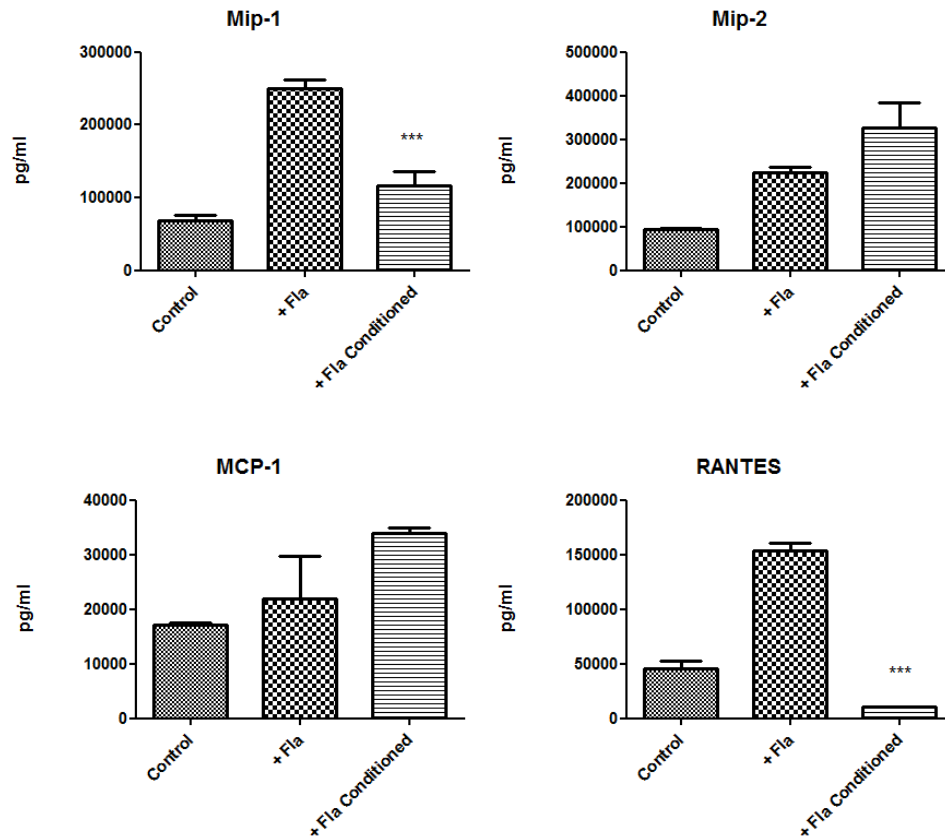 Mip-1
300000
200000
100000
0
pg/ml
***
Control
+ Fla
+ Fla Conditioned
Mip-2
500000
400000
300000
200000
100000
0
pg/ml
Control
+ Fla
+ Fla Conditioned
MCP-1
40000
30000
20000
10000
0
pg/ml
Control
+ Fla
+ Fla Conditioned
RANTES
200000
150000
100000
50000
0
pg/ml
***
Control
+ Fla
+ Fla Conditioned